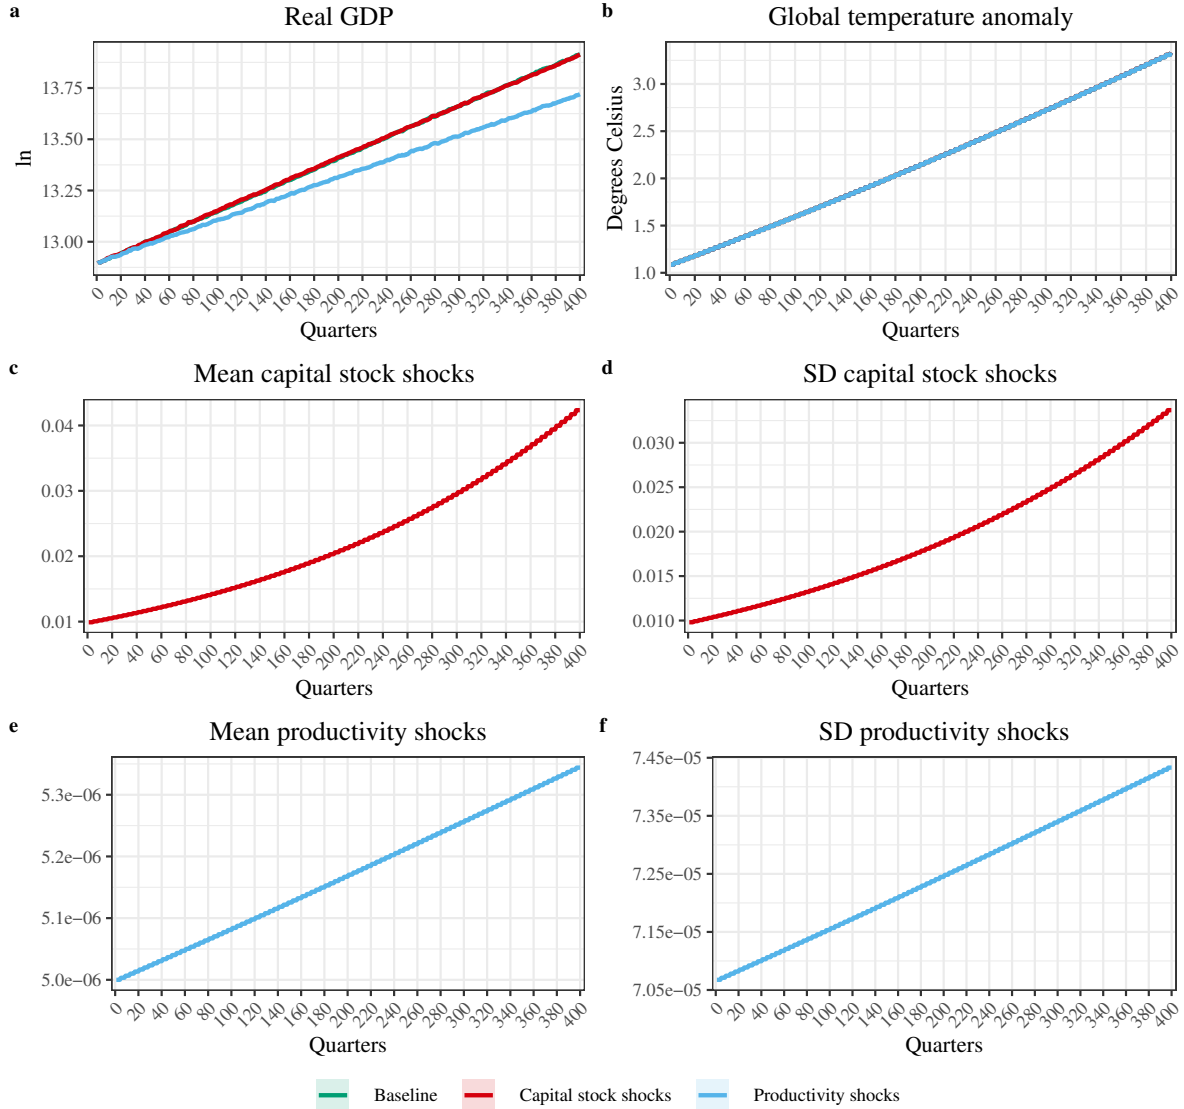 a Real GDP
ln
13.75
13.50
13.25
13.00
0 20 40 60 80 100 120 140 160 180 200 220 240 260 280 300 320 340 360 380 400
Quarters
b Global temperature anomaly
Degrees Celsius
3.0
2.5
2.0
1.5
1.0
0 20 40 60 80 100 120 140 160 180 200 220 240 260 280 300 320 340 360 380 400
Quarters
c Mean capital stock shocks
0.04
0.03
0.02
0.01
0 20 40 60 80 100 120 140 160 180 200 220 240 260 280 300 320 340 360 380 400
Quarters
d SD capital stock shocks
0.030
0.025
0.020
0.015
0.010
0 20 40 60 80 100 120 140 160 180 200 220 240 260 280 300 320 340 360 380 400
Quarters
e Mean productivity shocks
5.3e−06
5.2e−06
5.1e−06
5.0e−06
0 20 40 60 80 100 120 140 160 180 200 220 240 260 280 300 320 340 360 380 400
Quarters
f SD productivity shocks
7.45e−05
7.35e−05
7.25e−05
7.15e−05
7.05e−05
0 20 40 60 80 100 120 140 160 180 200 220 240 260 280 300 320 340 360 380 400
Quarters
Baseline Capital stock shocks Productivity shocks